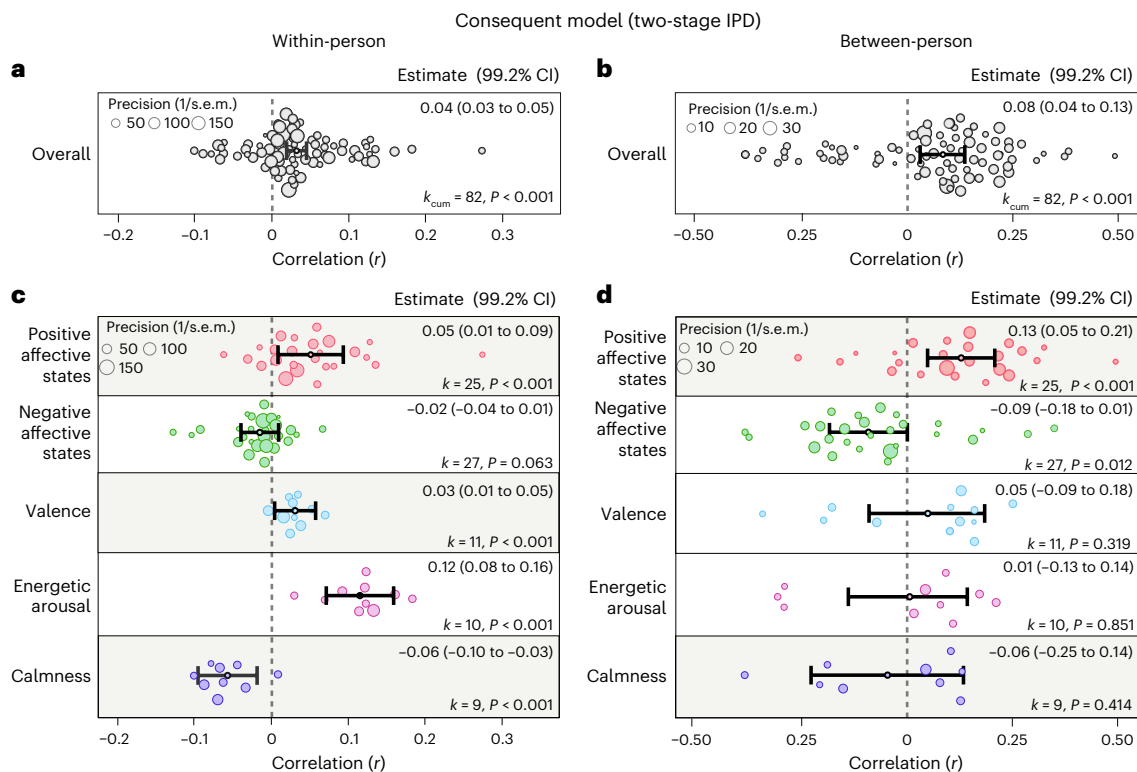 Consequent model (two-stage IPD)
Within-person
Between-person
a
Estimate (99.2% CI)
Precision (1/s.e.m.)
50 100 150
0.04 (0.03 to 0.05)
Overall
k_cum = 82, P < 0.001
−0.2 −0.1 0 0.1 0.2 0.3
Correlation (r)
b
Estimate (99.2% CI)
Precision (1/s.e.m.)
10 20 30
0.08 (0.04 to 0.13)
Overall
k_cum = 82, P < 0.001
−0.50 0.25 0 0.25 0.50
Correlation (r)
c
Estimate (99.2% CI)
Precision (1/s.e.m.)
50 100
150
Positive
affective
states
0.05 (0.01 to 0.09)
k = 25, P < 0.001
Negative
affective
states
−0.02 (−0.04 to 0.01)
k = 27, P = 0.063
Valence
0.03 (0.01 to 0.05)
k = 11, P < 0.001
Energetic
arousal
0.12 (0.08 to 0.16)
k = 10, P < 0.001
Calmness
−0.06 (−0.10 to −0.03)
k = 9, P < 0.001
−0.2 −0.1 0 0.1 0.2 0.3
Correlation (r)
d
Estimate (99.2% CI)
Precision (1/s.e.m.)
10 20
30
Positive
affective
states
0.13 (0.05 to 0.21)
k = 25, P < 0.001
Negative
affective
states
−0.09 (−0.18 to 0.01)
k = 27, P = 0.012
Valence
0.05 (−0.09 to 0.18)
k = 11, P = 0.319
Energetic
arousal
0.01 (−0.13 to 0.14)
k = 10, P = 0.851
Calmness
−0.06 (−0.25 to 0.14)
k = 9, P = 0.414
−0.50 0.25 0 0.25 0.50
Correlation (r)